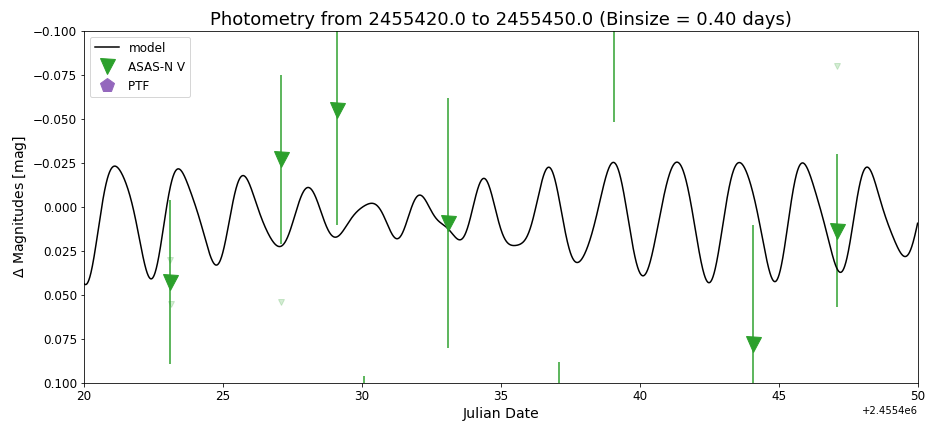 Photometry from 2455420.0 to 2455450.0 (Binsize = 0.40 days)
model
ASAS-N V
PTF
Δ Magnitudes [mag]
−0.100
−0.075
−0.050
−0.025
0.000
0.025
0.050
0.075
0.100
20 25 30 35 40 45 50
Julian Date
+2.4554e6